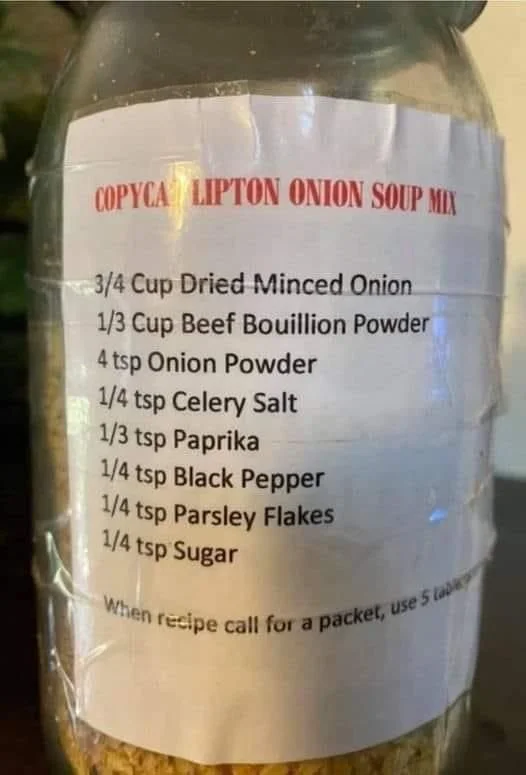 COPYCAT LIPTON ONION SOUP MIX
3/4 Cup Dried Minced Onion
1/3 Cup Beef Bouillion Powder
4 tsp Onion Powder
1/4 tsp Celery Salt
1/3 tsp Paprika
1/4 tsp Black Pepper
1/4 tsp Parsley Flakes
1/4 tsp Sugar
When recipe call for a packet, use 5